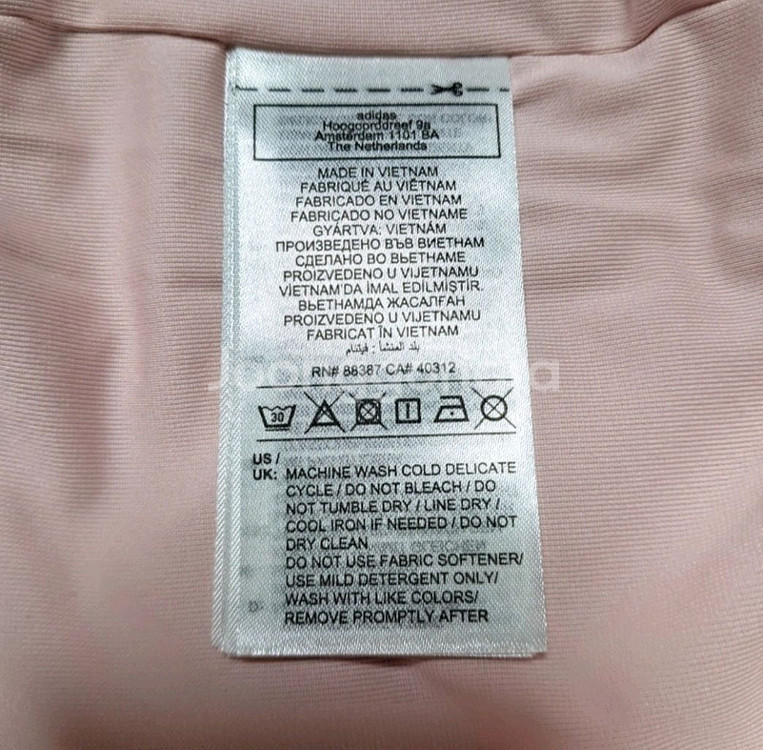 adidas
Hoogoorddreef 9a
Amsterdam 1101 BA
The Netherlands
MADE IN VIETNAM
FABRIQUÉ AU VIÊTNAM
FABRICADO EN VIETNAM
FABRICADO NO VIETNAME
GYÁRTVA: VIETNÁM
ПРОИЗВЕДЕНО ВЪВ ВИЕТНАМ
СДЕЛАНО ВО ВЬЕТНАМЕ
PROIZVEDENO U VIJETNAMU
VİETNAM'DA İMAL EDİLMİŞTİR.
ВЬЕТНАМДА ЖАСАЛҒАН
PROIZVEDENO U VIJETNAMU
FABRICAT ÎN VIETNAM
بلد المنشأ : فيتنام
RN# 88387 CA# 40312
30
US /
UK: MACHINE WASH COLD DELICATE
CYCLE / DO NOT BLEACH / DO
NOT TUMBLE DRY / LINE DRY /
COOL IRON IF NEEDED / DO NOT
DRY CLEAN
DO NOT USE FABRIC SOFTENER/
USE MILD DETERGENT ONLY/
WASH WITH LIKE COLORS/
REMOVE PROMPTLY AFTER